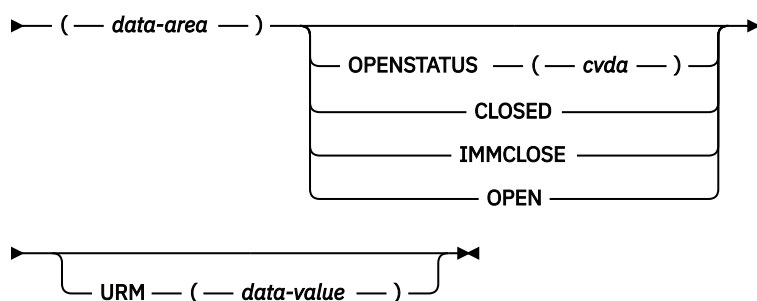 ( data-area )
OPENSTATUS ( cvda )
CLOSED
IMMCLOSE
OPEN
URM ( data-value )